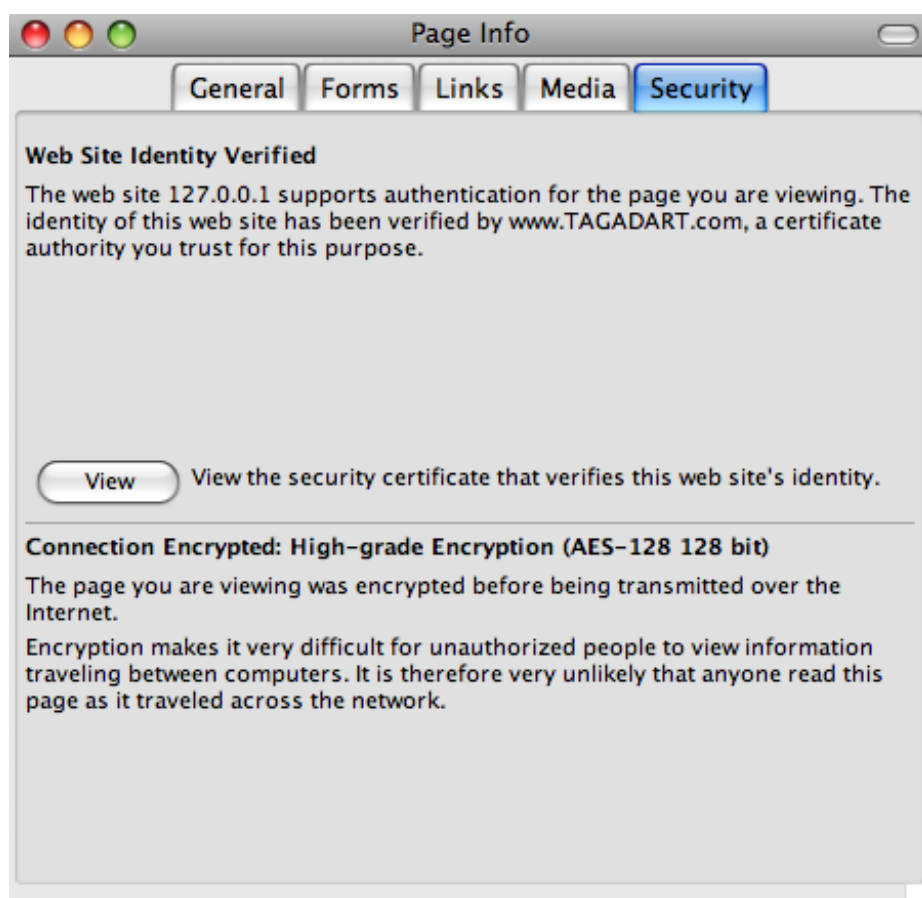 Page Info
General Forms Links Media Security
Web Site Identity Verified
The web site 127.0.0.1 supports authentication for the page you are viewing. The
identity of this web site has been verified by www.TAGADART.com, a certificate
authority you trust for this purpose.
View View the security certificate that verifies this web site's identity.
Connection Encrypted: High-grade Encryption (AES-128 128 bit)
The page you are viewing was encrypted before being transmitted over the
Internet.
Encryption makes it very difficult for unauthorized people to view information
traveling between computers. It is therefore very unlikely that anyone read this
page as it traveled across the network.